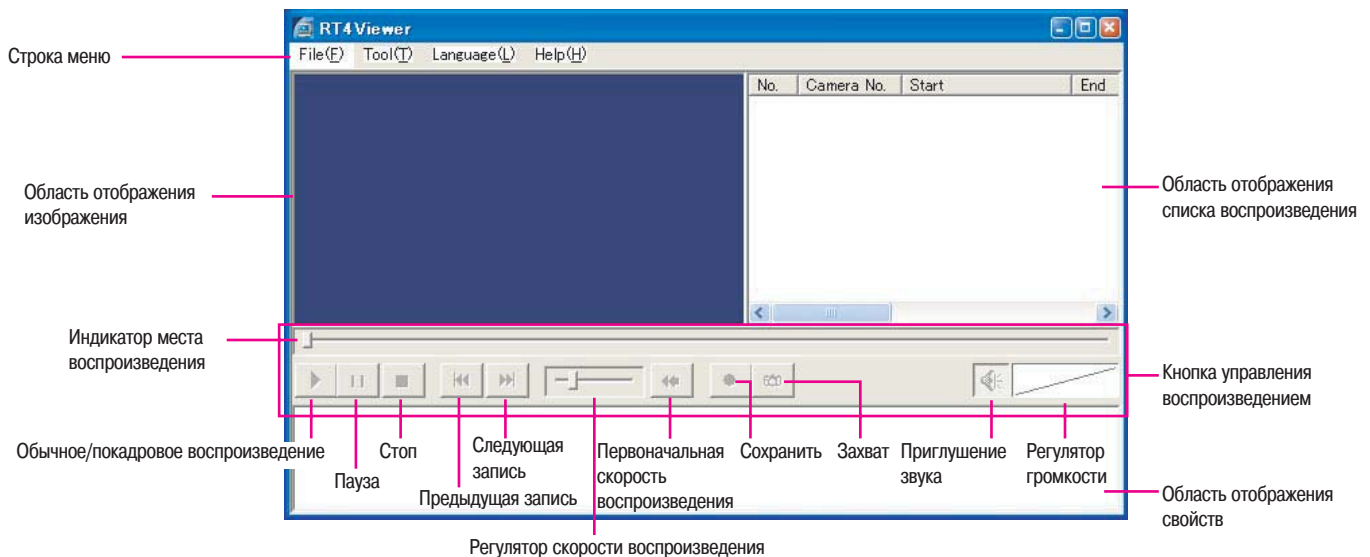 RT4Viewer
Строка меню
File(F) Tool(T) Language(L) Help(H)
No. Camera No. Start End
Область отображения
изображения
Область отображения
списка воспроизведения
Индикатор места
воспроизведения
Кнопка управления
воспроизведением
Обычное/покадровое воспроизведение
Пауза
Стоп
Предыдущая запись
Следующая
запись
Регулятор скорости воспроизведения
Первоначальная
скорость
воспроизведения
Сохранить
Захват
Приглушение
звука
Регулятор
громкости
Область отображения
свойств